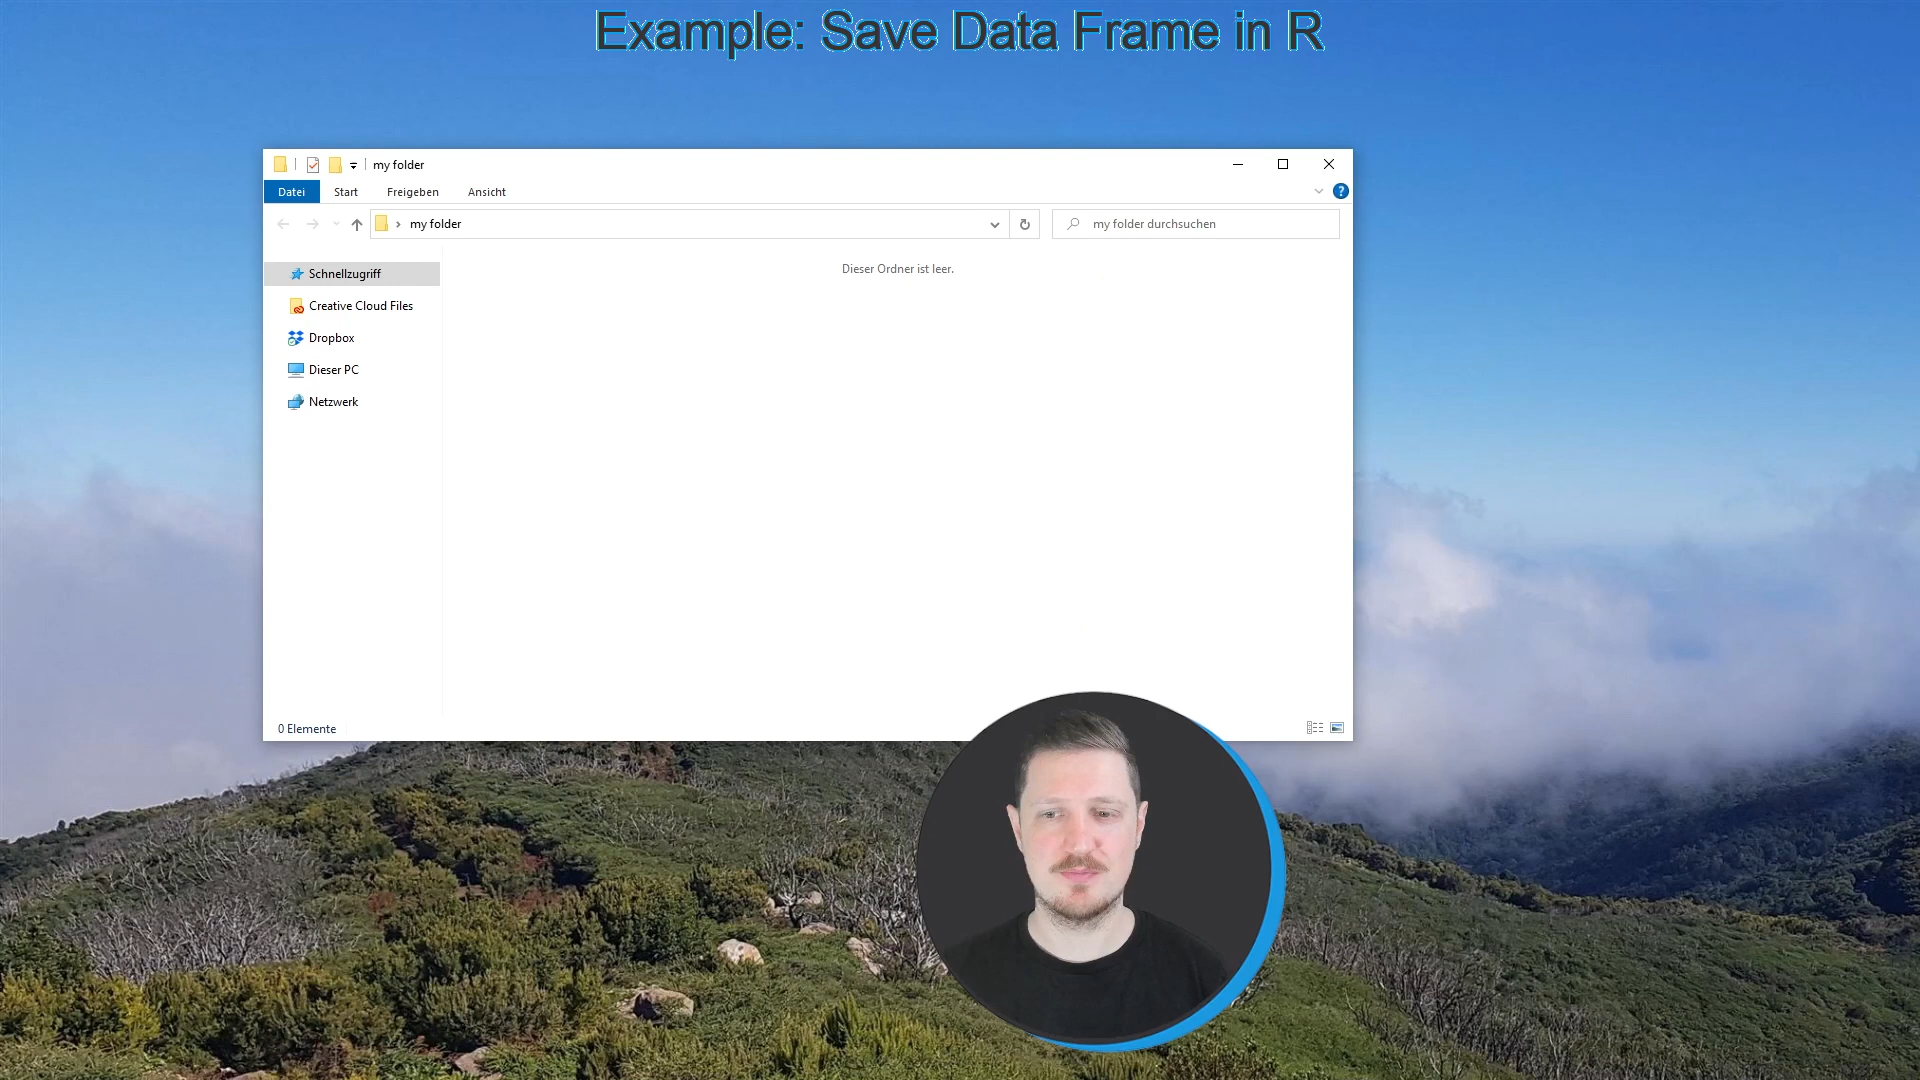 Example: Save Data Frame in R
my folder
Datei Start Freigeben Ansicht ?
my folder
my folder durchsuchen
Dieser Ordner ist leer.
Schnellzugriff
Creative Cloud Files
Dropbox
Dieser PC
Netzwerk
0 Elemente